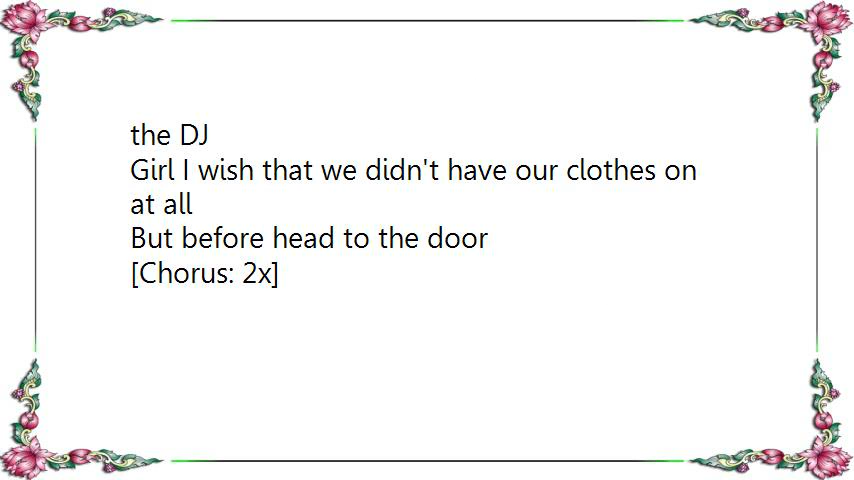 the DJ
Girl I wish that we didn't have our clothes on
at all
But before head to the door
[Chorus: 2x]